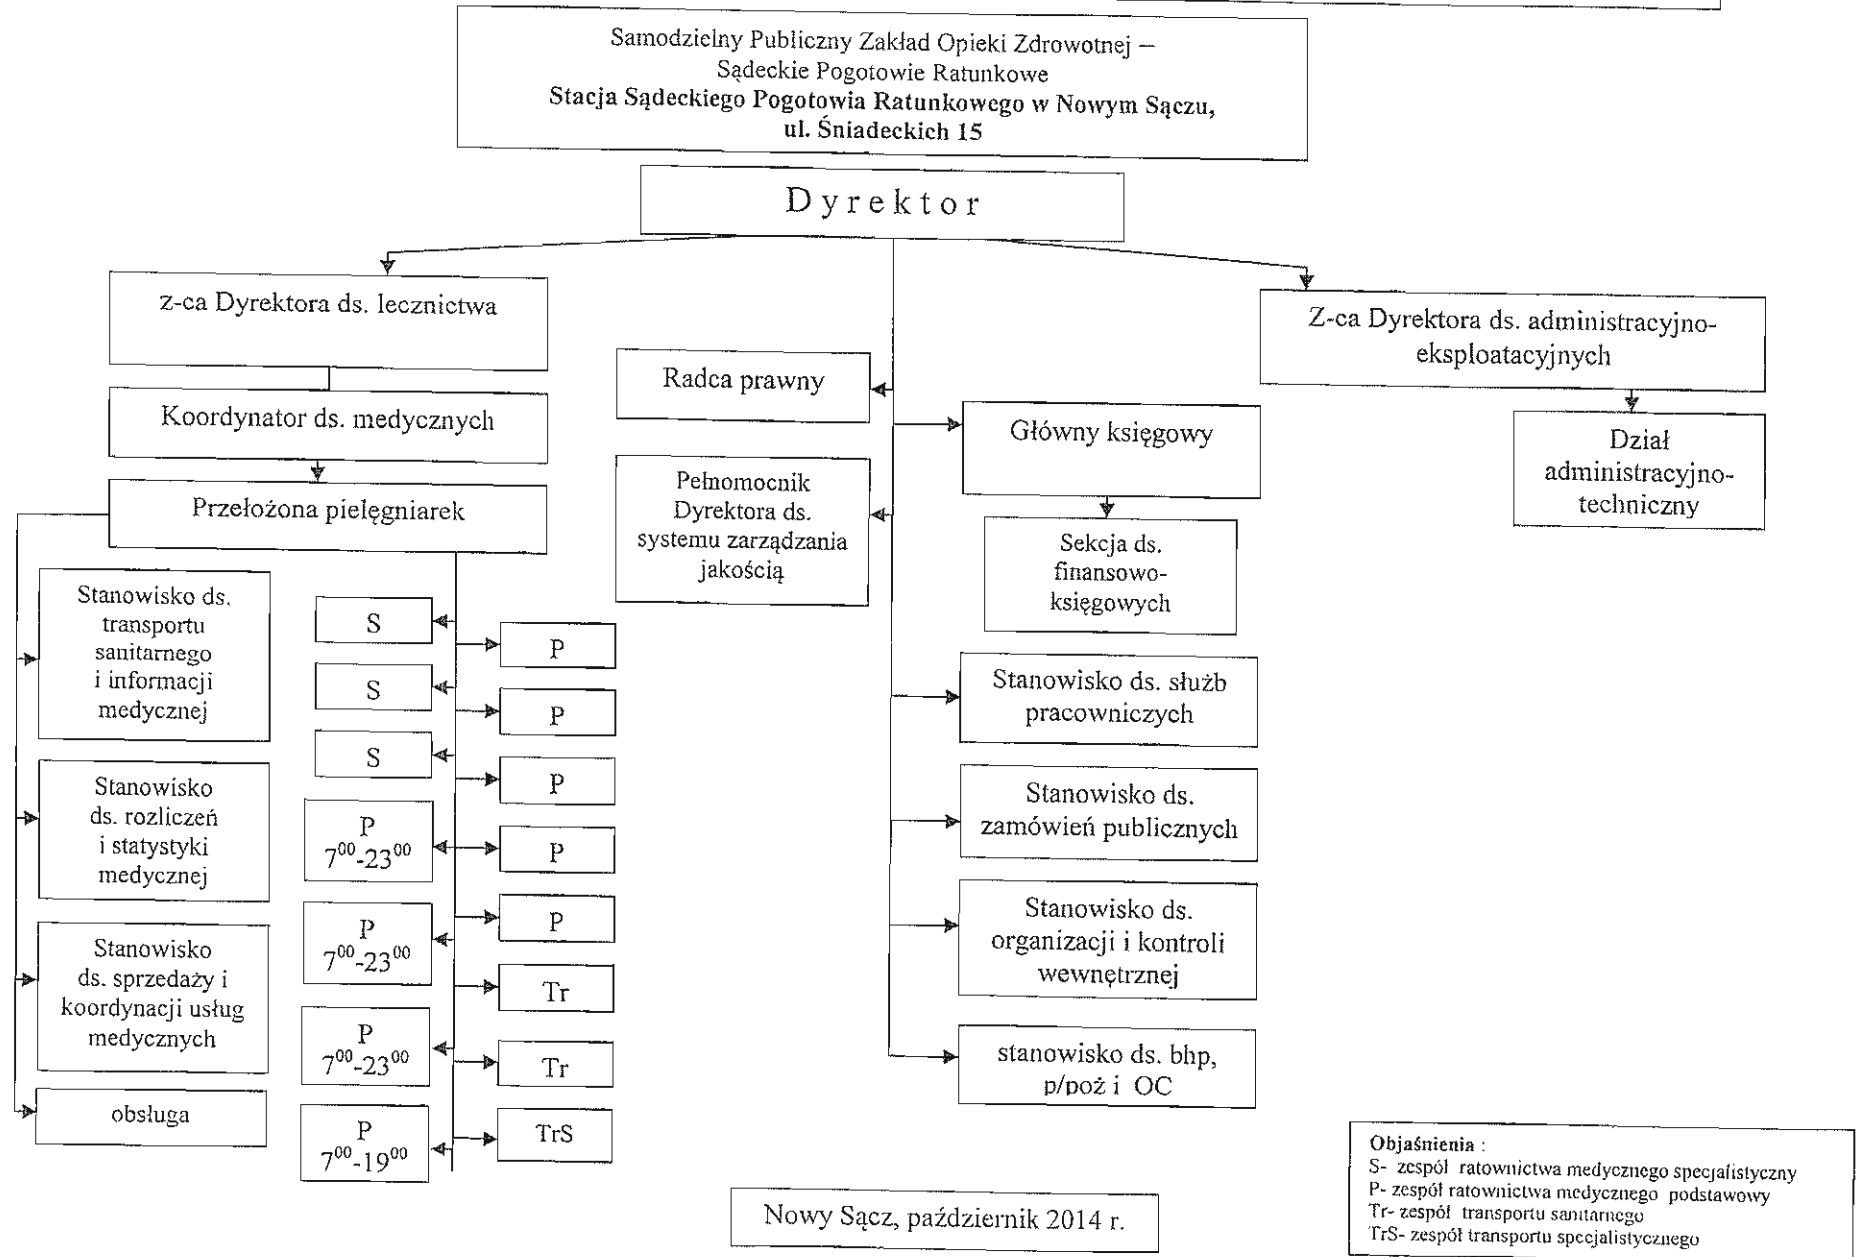 Samodzielny Publiczny Zakład Opieki Zdrowotnej –
Sądeckie Pogotowie Ratunkowe
Stacja Sądeckiego Pogotowia Ratunkowego w Nowym Sączu,
ul. Śniadeckich 15
Dyrektor
z-ca Dyrektora ds. lecznictwa
Koordynator ds. medycznych
Przełożona pielęgniarek
Stanowisko ds.
transportu
sanitarnego
i informacji
medycznej
Stanowisko
ds. rozliczeń
i statystyki
medycznej
Stanowisko
ds. sprzedaży i
koordynacji usług
medycznych
obsługa
S
S
S
P
7⁰⁰-23⁰⁰
P
7⁰⁰-23⁰⁰
P
7⁰⁰-23⁰⁰
P
7⁰⁰-19⁰⁰
P
P
P
P
P
Tr
Tr
TrS
Radca prawny
Pełnomocnik
Dyrektora ds.
systemu zarządzania
jakością
Główny księgowy
Sekcja ds.
finansowo-
księgowych
Stanowisko ds. służb
pracowniczych
Stanowisko ds.
zamówień publicznych
Stanowisko ds.
organizacji i kontroli
wewnętrznej
stanowisko ds. bhp,
p/poż i OC
Z-ca Dyrektora ds. administracyjno-
eksploatacyjnych
Dział
administracyjno-
techniczny
Nowy Sącz, październik 2014 r.
Objaśnienia :
S- zespół ratownictwa medycznego specjalistyczny
P- zespół ratownictwa medycznego podstawowy
Tr- zespół transportu sanitarnego
TrS- zespół transportu specjalistycznego